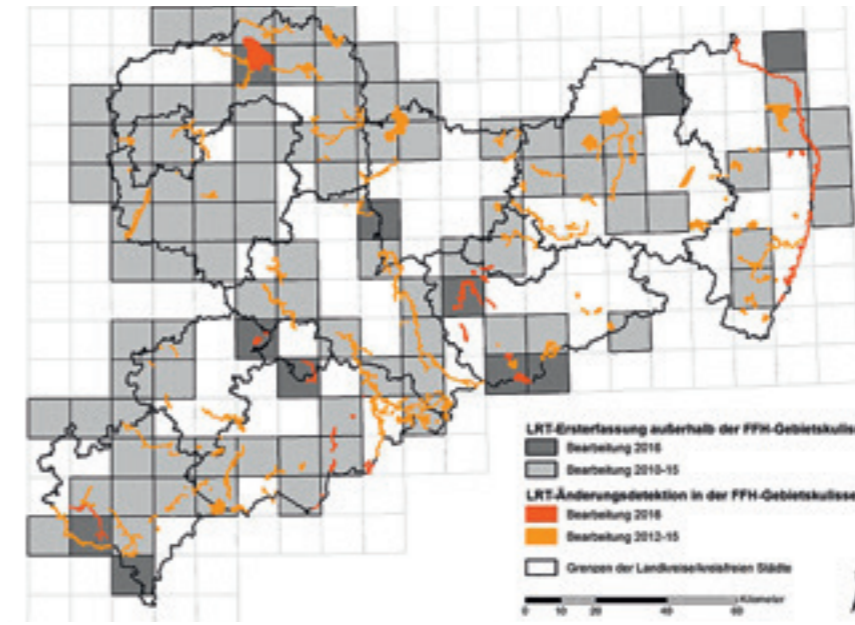 LRT-Ersterfassung außerhalb der FFH-Gebietskuliss
Bearbeitung 2016
Bearbeitung 2010-15
LRT-Änderungsdetektion in der FFH-Gebietskulisse
Bearbeitung 2016
Bearbeitung 2012-15
Grenzen der Landkreise/kreisfreien Städte
Kilometer
0 10 20 40 60